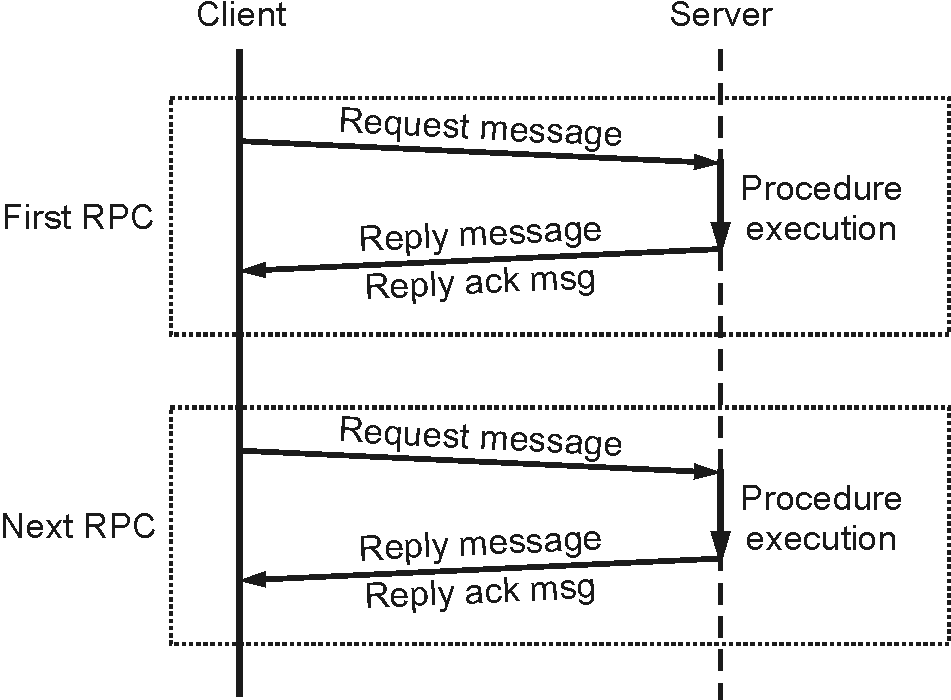 Client
Server
Request message
First RPC
Procedure
execution
Reply message
Reply ack msg
Request message
Next RPC
Procedure
execution
Reply message
Reply ack msg